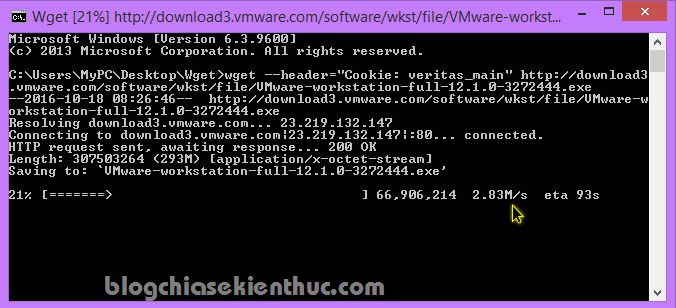 Wget [21%] http://download3.vmware.com/software/wkst/file/VMware-workst...
Microsoft Windows [Version 6.3.9600]
(c) 2013 Microsoft Corporation. All rights reserved.
C:\Users\MyPC\Desktop\Wget>wget --header="Cookie: veritas_main" http://download3
.vmware.com/software/wkst/file/VMware-workstation-full-12.1.0-3272444.exe
--2016-10-18 08:26:46--  http://download3.vmware.com/software/wkst/file/VMware-w
orkstation-full-12.1.0-3272444.exe
Resolving download3.vmware.com... 23.219.132.147
Connecting to download3.vmware.com|23.219.132.147|:80... connected.
HTTP request sent, awaiting response... 200 OK
Length: 307503264 (293M) [application/x-octet-stream]
Saving to: `VMware-workstation-full-12.1.0-3272444.exe'
21% [=======>                               ] 66,906,214  2.83M/s  eta 93s
blogchiasekienthuc.com